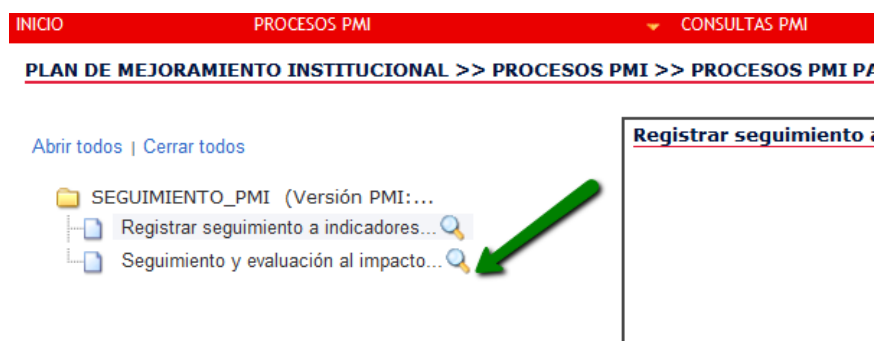 INICIO PROCESOS PMI CONSULTAS PMI
PLAN DE MEJORAMIENTO INSTITUCIONAL >> PROCESOS PMI >> PROCESOS PMI
Abrir todos | Cerrar todos
Registrar seguimiento
SEGUIMIENTO_PMI (Versión PMI:...
Registrar seguimiento a indicadores...
Seguimiento y evaluación al impacto...